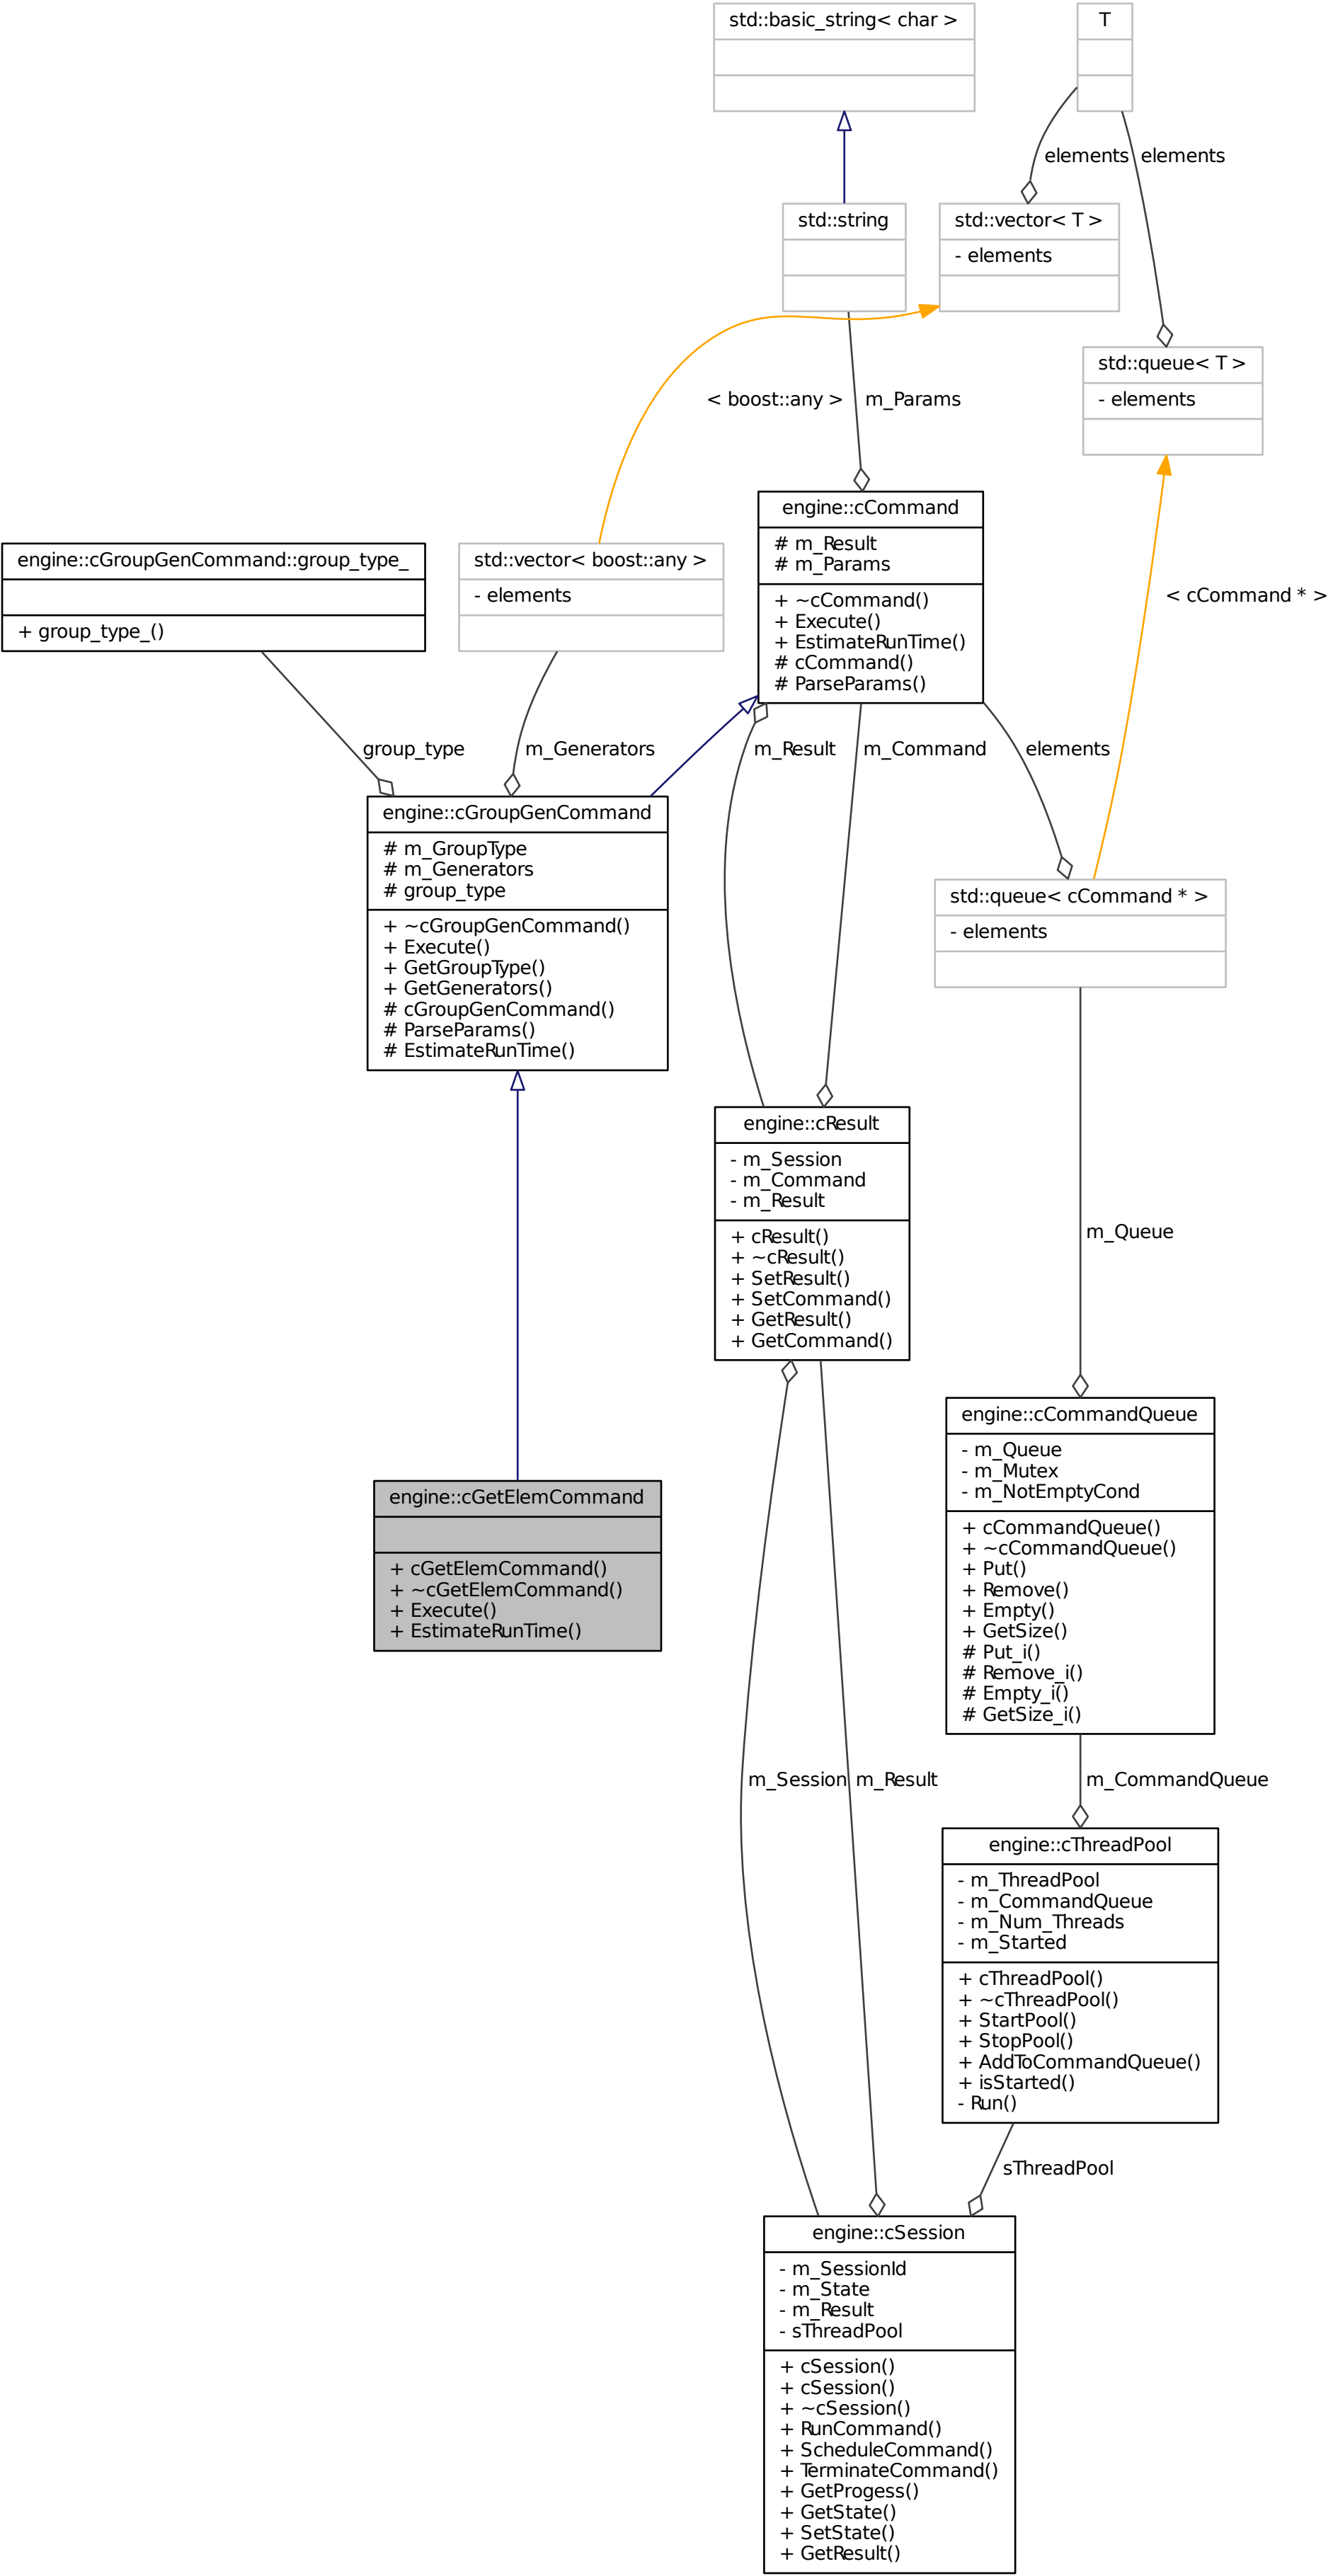 std::basic_string< char >
T
elements
elements
std::string
std::vector< T >
- elements
std::queue< T >
- elements
< boost::any >
m_Params
engine::cCommand
# m_Result
# m_Params
+ ~cCommand()
+ Execute()
+ EstimateRunTime()
# cCommand()
# ParseParams()
engine::cGroupGenCommand::group_type_
+ group_type_()
std::vector< boost::any >
- elements
< cCommand * >
group_type
m_Generators
m_Result
m_Command
elements
engine::cGroupGenCommand
# m_GroupType
# m_Generators
# group_type
+ ~cGroupGenCommand()
+ Execute()
+ GetGroupType()
+ GetGenerators()
# cGroupGenCommand()
# ParseParams()
# EstimateRunTime()
std::queue< cCommand * >
- elements
engine::cResult
- m_Session
- m_Command
- m_Result
+ cResult()
+ ~cResult()
+ SetResult()
+ SetCommand()
+ GetResult()
+ GetCommand()
m_Queue
engine::cCommandQueue
- m_Queue
- m_Mutex
- m_NotEmptyCond
+ cCommandQueue()
+ ~cCommandQueue()
+ Put()
+ Remove()
+ Empty()
+ GetSize()
# Put_i()
# Remove_i()
# Empty_i()
# GetSize_i()
engine::cGetElemCommand
+ cGetElemCommand()
+ ~cGetElemCommand()
+ Execute()
+ EstimateRunTime()
m_Session
m_Result
m_CommandQueue
engine::cThreadPool
- m_ThreadPool
- m_CommandQueue
- m_Num_Threads
- m_Started
+ cThreadPool()
+ ~cThreadPool()
+ StartPool()
+ StopPool()
+ AddToCommandQueue()
+ isStarted()
- Run()
sThreadPool
engine::cSession
- m_SessionId
- m_State
- m_Result
- sThreadPool
+ cSession()
+ cSession()
+ ~cSession()
+ RunCommand()
+ ScheduleCommand()
+ TerminateCommand()
+ GetProgess()
+ GetState()
+ SetState()
+ GetResult()